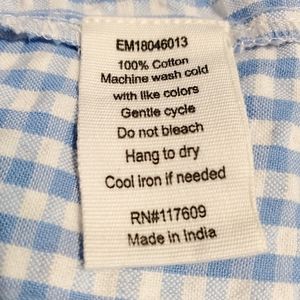 EM18046013
100% Cotton
Machine wash cold
with like colors
Gentle cycle
Do not bleach
Hang to dry
Cool iron if needed
RN#117609
Made in India